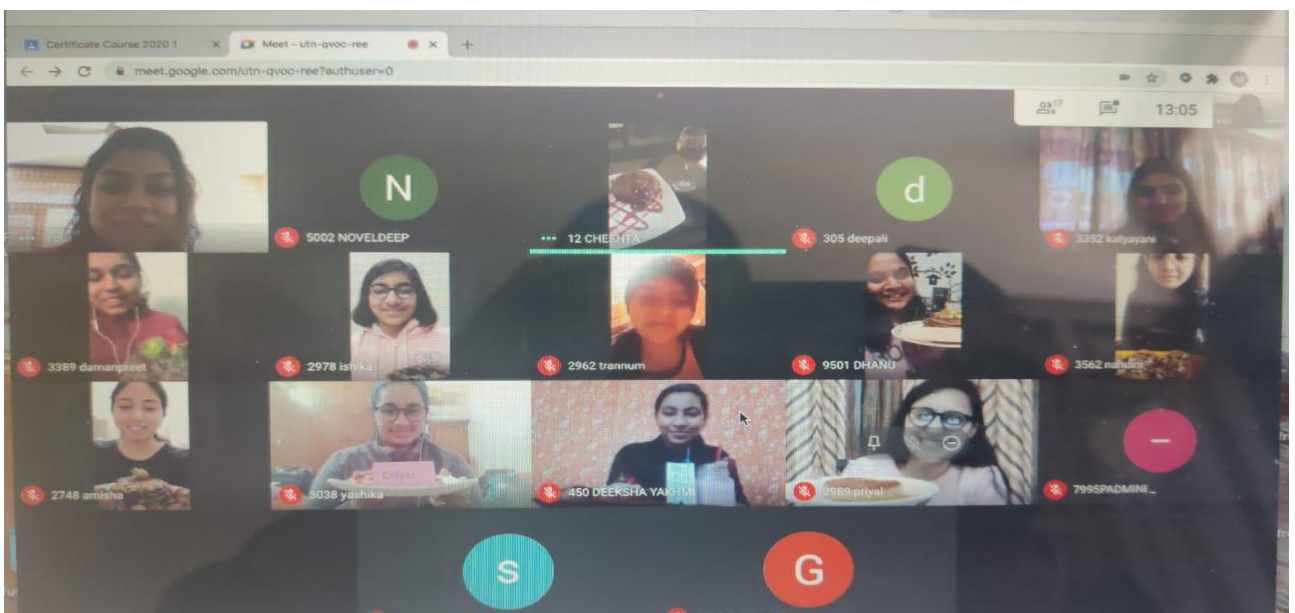 Certificate Course 2020 1
Meet – utn-qvoc-ree
meet.google.com/utn-qvoc-ree?authuser=0
17
13:05
N
d
You
5002 NOVELDEEP
12 CHESHTA
305 deepali
3352 katyayani
3389 damanpreet
2978 ishika
2962 trannum
9501 DHANU
3562 nandini
Crepes
2748 amisha
3038 yashika
450 DEEKSHA YAKHMI
2989 priyal
7995PADMINI _
S
G